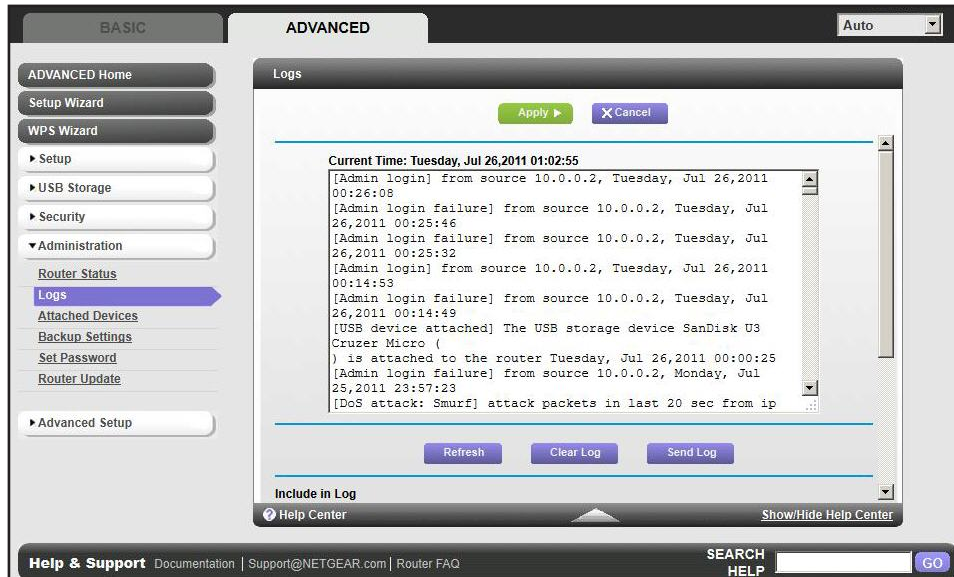 BASIC
ADVANCED
Auto
ADVANCED Home
Setup Wizard
WPS Wizard
Setup
USB Storage
Security
Administration
Router Status
Logs
Attached Devices
Backup Settings
Set Password
Router Update
Advanced Setup
Logs
Apply
Cancel
Current Time: Tuesday, Jul 26,2011 01:02:55
[Admin login] from source 10.0.0.2, Tuesday, Jul 26,2011
00:26:08
[Admin login failure] from source 10.0.0.2, Tuesday, Jul
26,2011 00:25:46
[Admin login failure] from source 10.0.0.2, Tuesday, Jul
26,2011 00:25:32
[Admin login] from source 10.0.0.2, Tuesday, Jul 26,2011
00:14:53
[Admin login failure] from source 10.0.0.2, Tuesday, Jul
26,2011 00:14:49
[USB device attached] The USB storage device SanDisk U3
Cruzer Micro (
) is attached to the router Tuesday, Jul 26,2011 00:00:25
[Admin login failure] from source 10.0.0.2, Monday, Jul
25,2011 23:57:23
[DoS attack: Smurf] attack packets in last 20 sec from ip
Refresh
Clear Log
Send Log
Include in Log
Help Center
Show/Hide Help Center
Help & Support Documentation | Support@NETGEAR.com | Router FAQ
SEARCH
HELP
GO